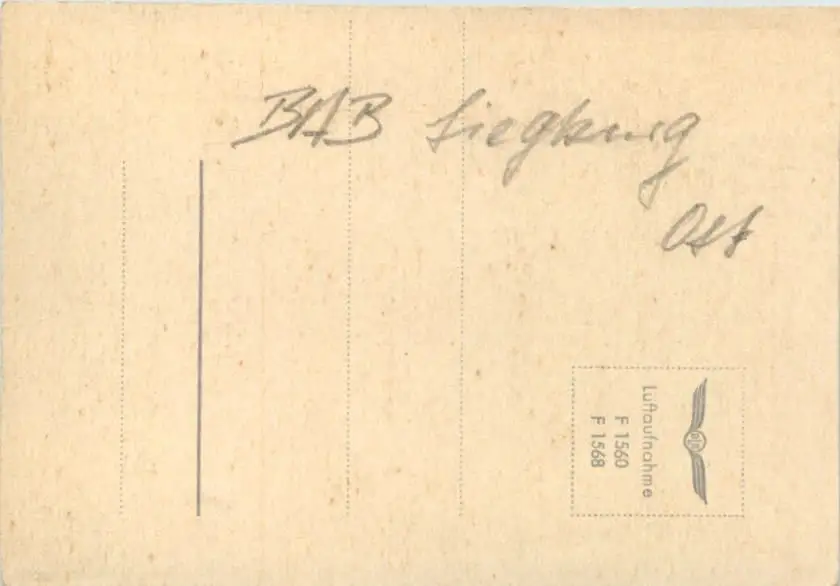 BAB Siegburg
Ost
Luftaufnahme
F 1560
F 1568